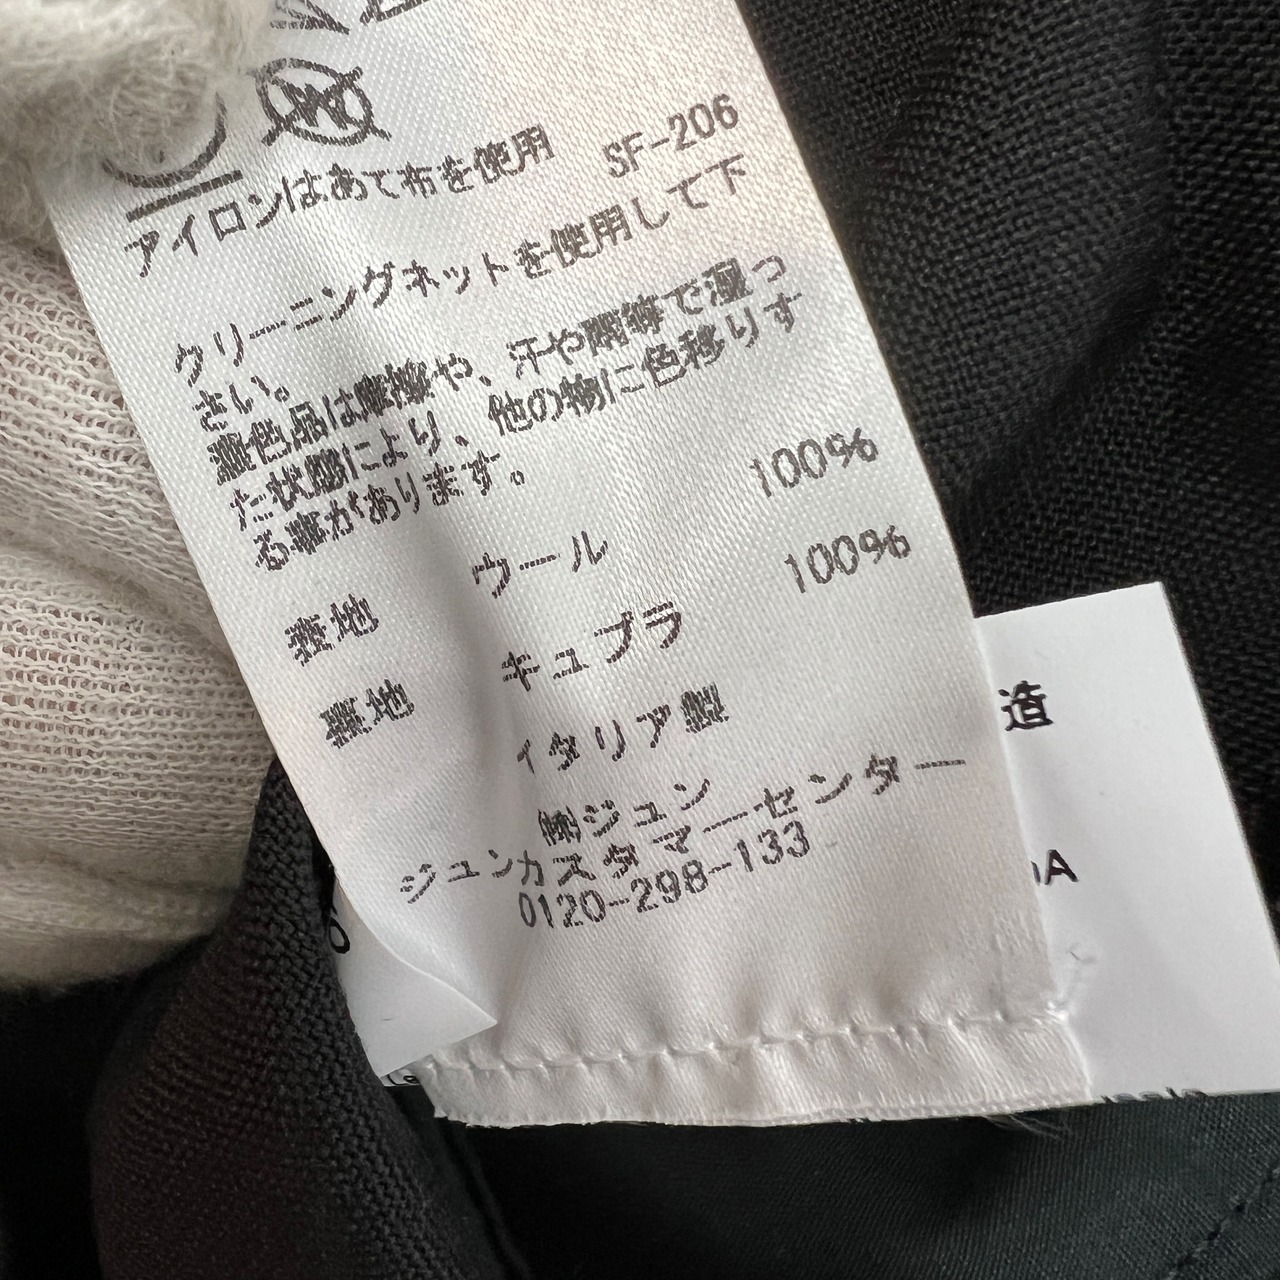 アイロンはあて布を使用
SF-206
クリーニングネットを使用して下
さい。
濃色品は摩擦や、汗や雨等で湿っ
た状態により、他の物に色移りす
る事があります。
表地 ウール 100%
裏地 キュプラ 100%
イタリア製
㈱ジュン
ジュンカスタマーセンター
0120-298-133
造
A